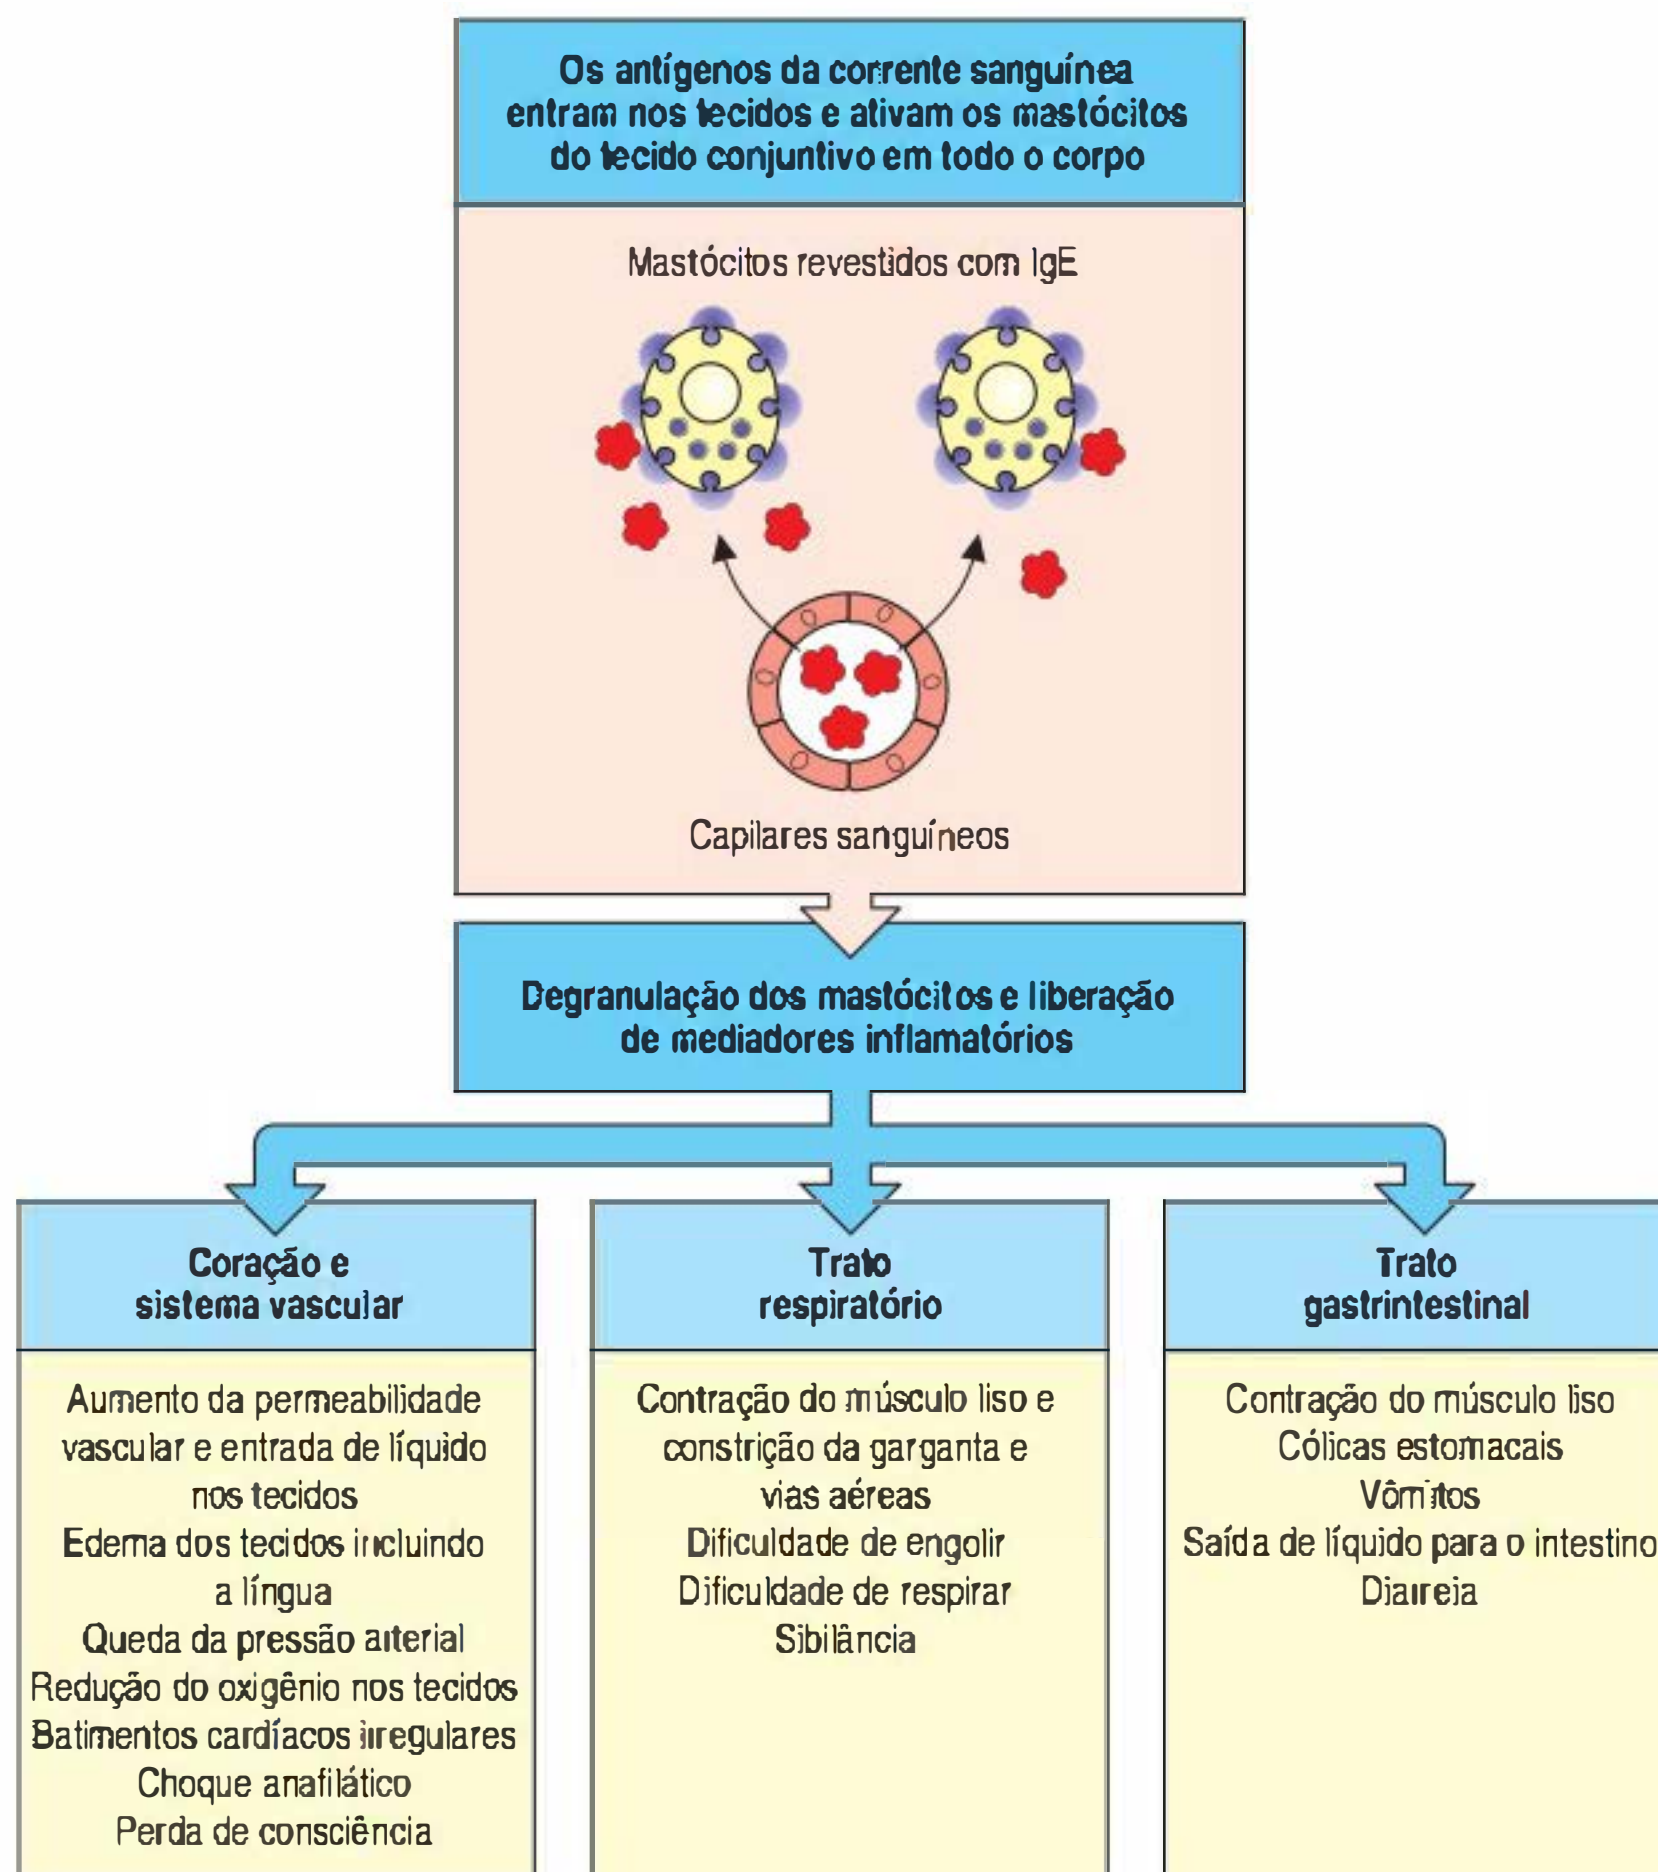 Os antígenos da corrente sanguínea
entram nos tecidos e ativam os mastócitos
do tecido conjuntivo em todo o corpo
Mastócitos revestidos com IgE
Capilares sanguíneos
Degranulação dos mastócitos e liberação
de mediadores inflamatórios
Coração e
sistema vascular
Aumento da permeabilidade
vascular e entrada de líquido
nos tecidos
Edema dos tecidos incluindo
a língua
Queda da pressão arterial
Redução do oxigênio nos tecidos
Batimentos cardíacos irregulares
Choque anafilático
Perda de consciência
Trato
respiratório
Contração do músculo liso e
constrição da garganta e
vias aéreas
Dificuldade de engolir
Dificuldade de respirar
Sibilância
Trato
gastrintestinal
Contração do músculo liso
Cólicas estomacais
Vômitos
Saída de líquido para o intestino
Diarreia